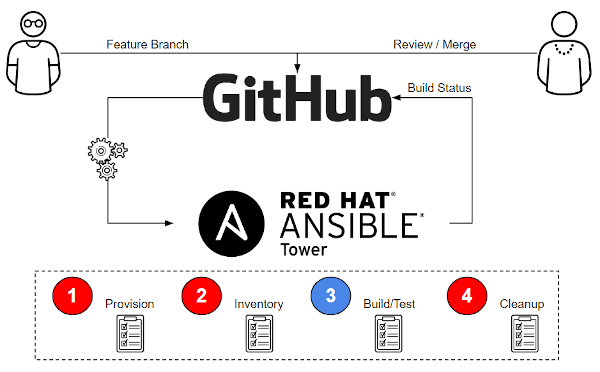 Feature Branch
Review / Merge
GitHub
Build Status
RED HAT®
ANSIBLE®
Tower
1
Provision
2
Inventory
3
Build/Test
4
Cleanup